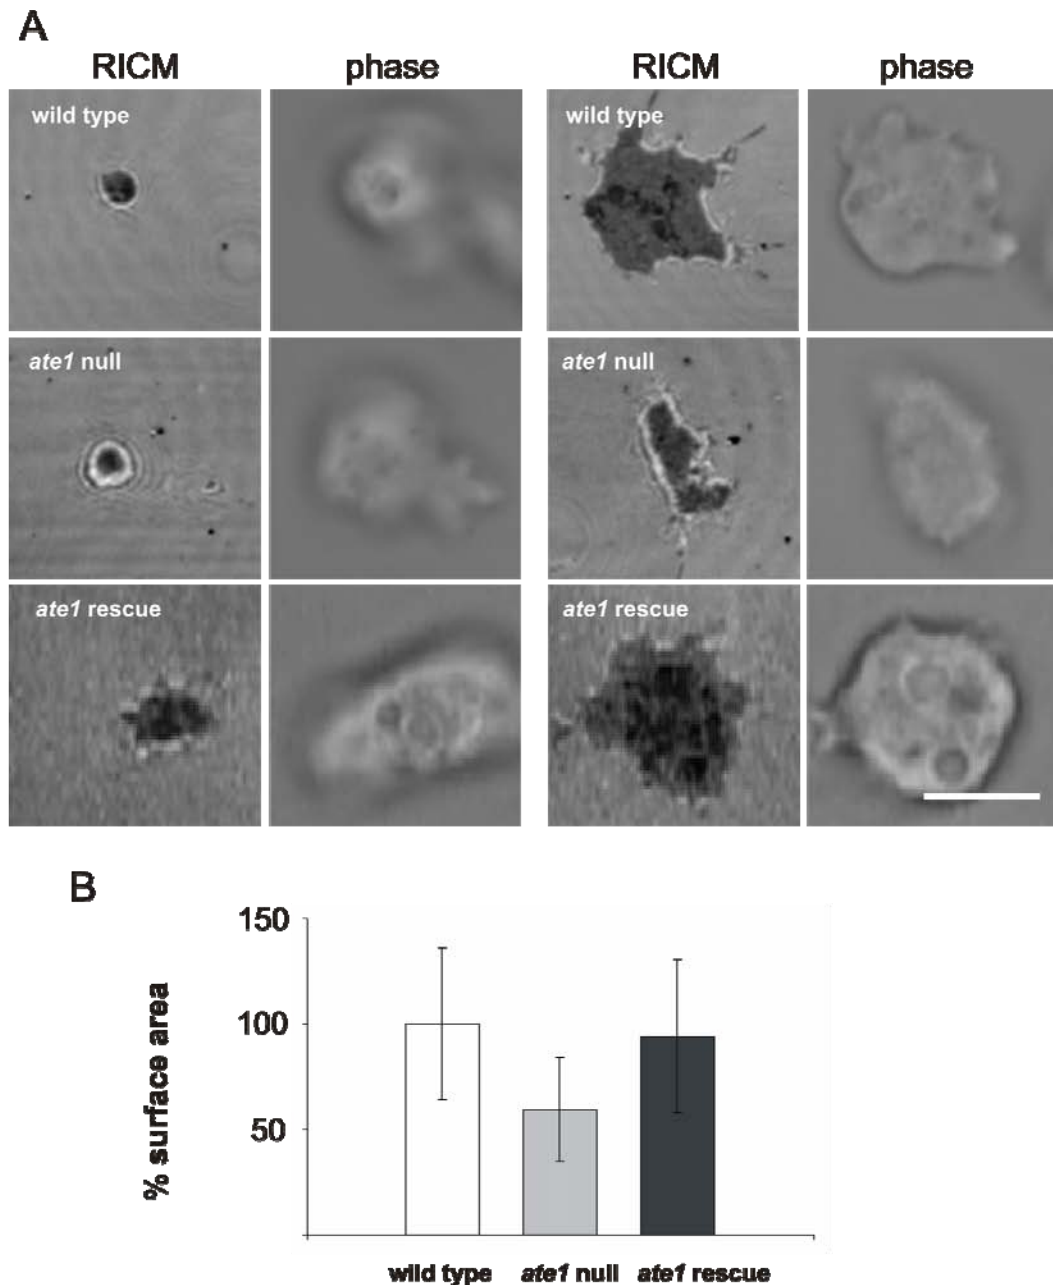 A
RICM phase RICM phase
wild type wild type
ate1 null ate1 null
ate1 rescue ate1 rescue
B
150
100
50
% surface area
wild type ate1 null ate1 rescue